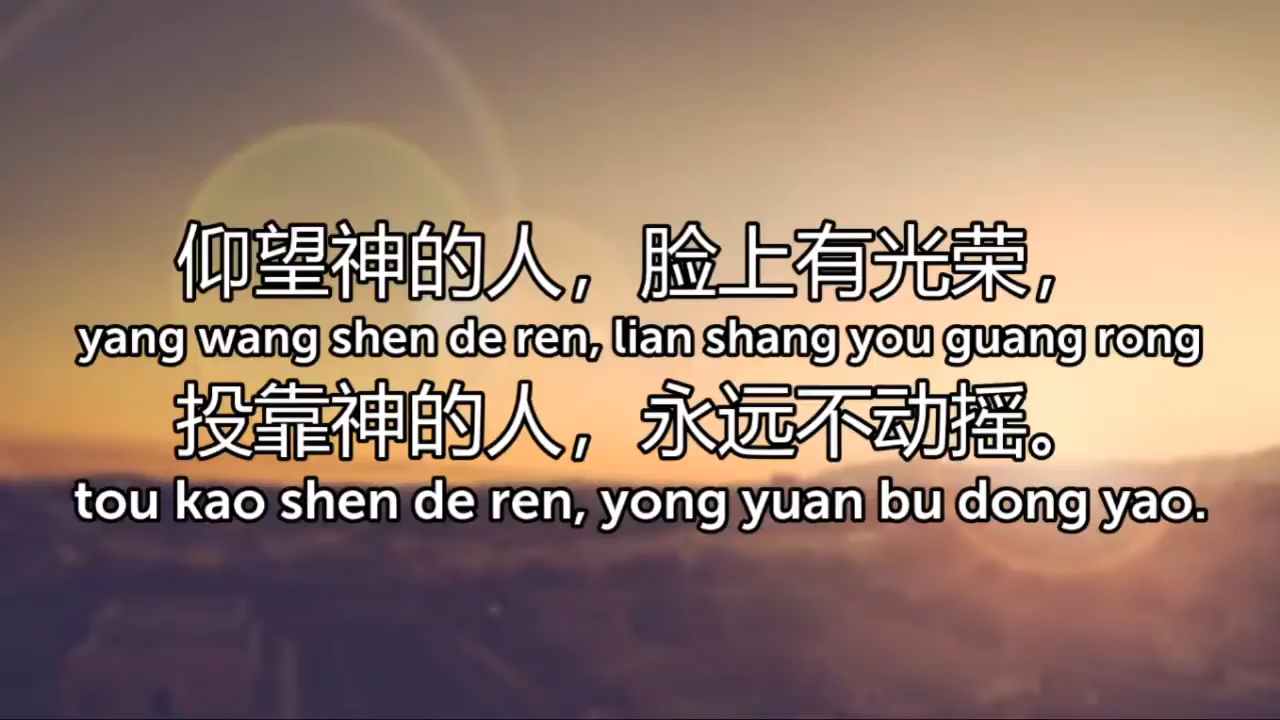 仰望神的人，脸上有光荣，
yang wang shen de ren, lian shang you guang rong
投靠神的人，永远不动摇。
tou kao shen de ren, yong yuan bu dong yao.